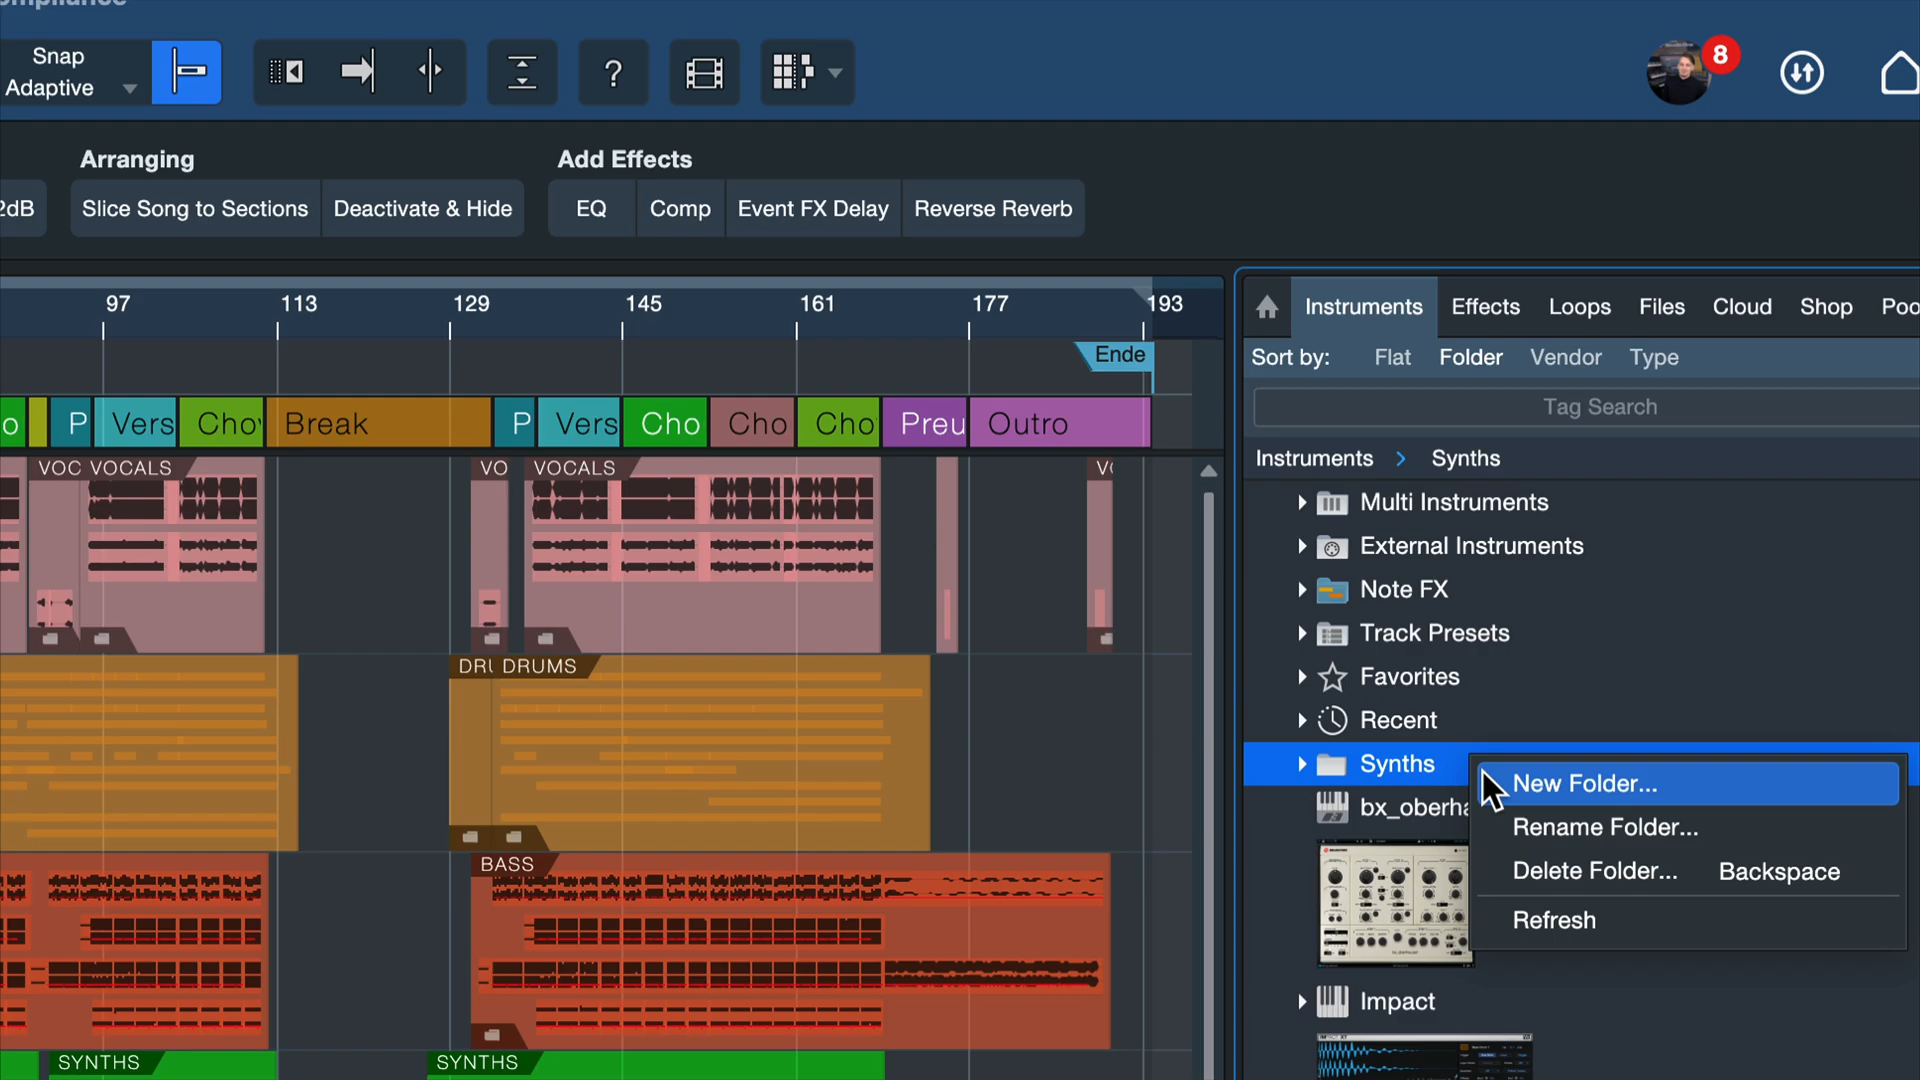 Snap
Adaptive
?
8
Arranging
Add Effects
2dB
Slice Song to Sections
Deactivate & Hide
EQ
Comp
Event FX Delay
Reverse Reverb
97
113
129
145
161
177
193
Ende
o
P
Vers
Cho
Break
P
Vers
Cho
Cho
Cho
Preu
Outro
VOC
VOCALS
VO
VOCALS
DRU
DRUMS
BASS
SYNTHS
SYNTHS
Instruments
Effects
Loops
Files
Cloud
Shop
Poo
Sort by:
Flat
Folder
Vendor
Type
Tag Search
Instruments > Synths
Multi Instruments
External Instruments
Note FX
Track Presets
Favorites
Recent
Synths
bx_oberha
Impact
New Folder...
Rename Folder...
Delete Folder... Backspace
Refresh